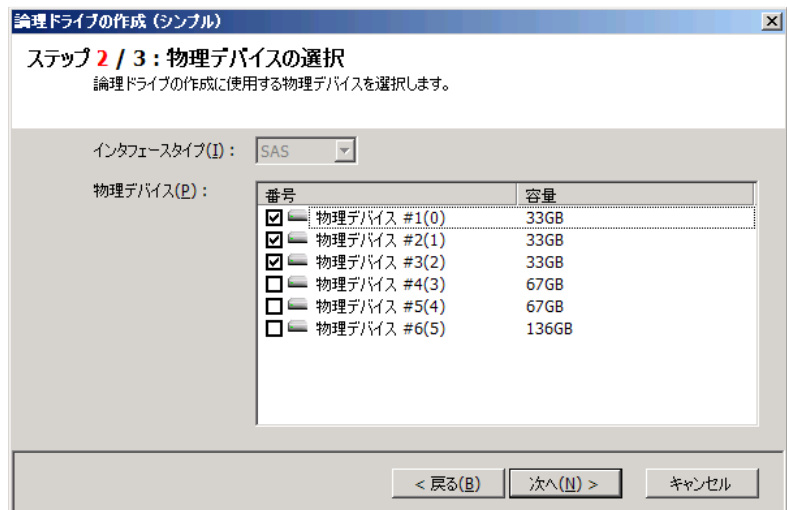 論理ドライブの作成（シンプル）
ステップ 2 / 3：物理デバイスの選択
論理ドライブの作成に使用する物理デバイスを選択します。
インタフェースタイプ(I)： SAS
物理デバイス(P)：
番号 容量
物理デバイス #1(0) 33GB
物理デバイス #2(1) 33GB
物理デバイス #3(2) 33GB
物理デバイス #4(3) 67GB
物理デバイス #5(4) 67GB
物理デバイス #6(5) 136GB
< 戻る(B) 次へ(N) > キャンセル